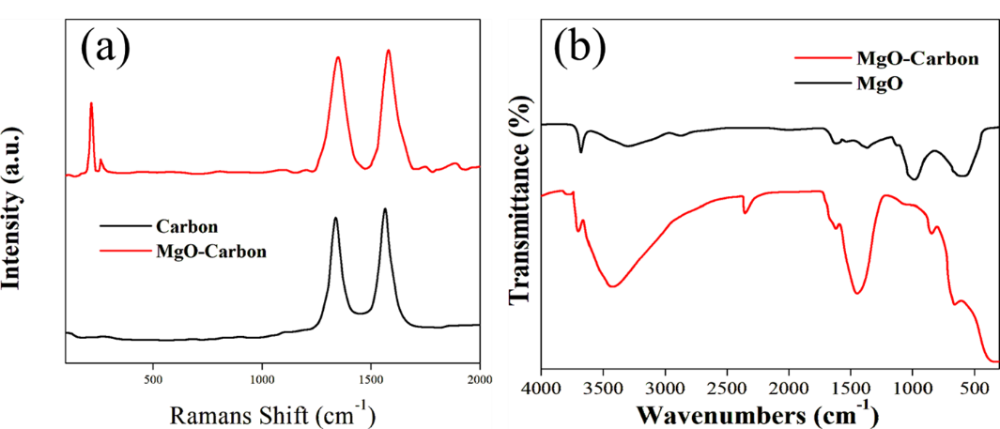 (a)
Intensity (a.u.)
Carbon
MgO-Carbon
500 1000 1500 2000
Ramans Shift (cm-1)
(b)
MgO-Carbon
MgO
Transmittance (%)
4000 3500 3000 2500 2000 1500 1000 500
Wavenumbers (cm-1)